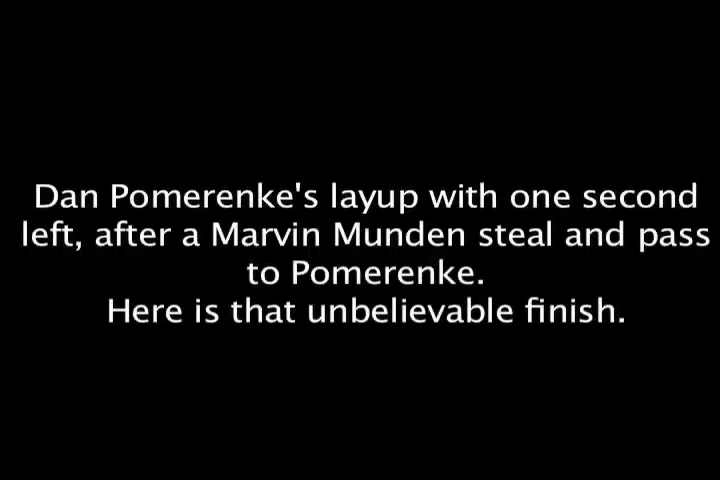 Dan Pomerenke's layup with one second
left, after a Marvin Munden steal and pass
to Pomerenke.
Here is that unbelievable finish.